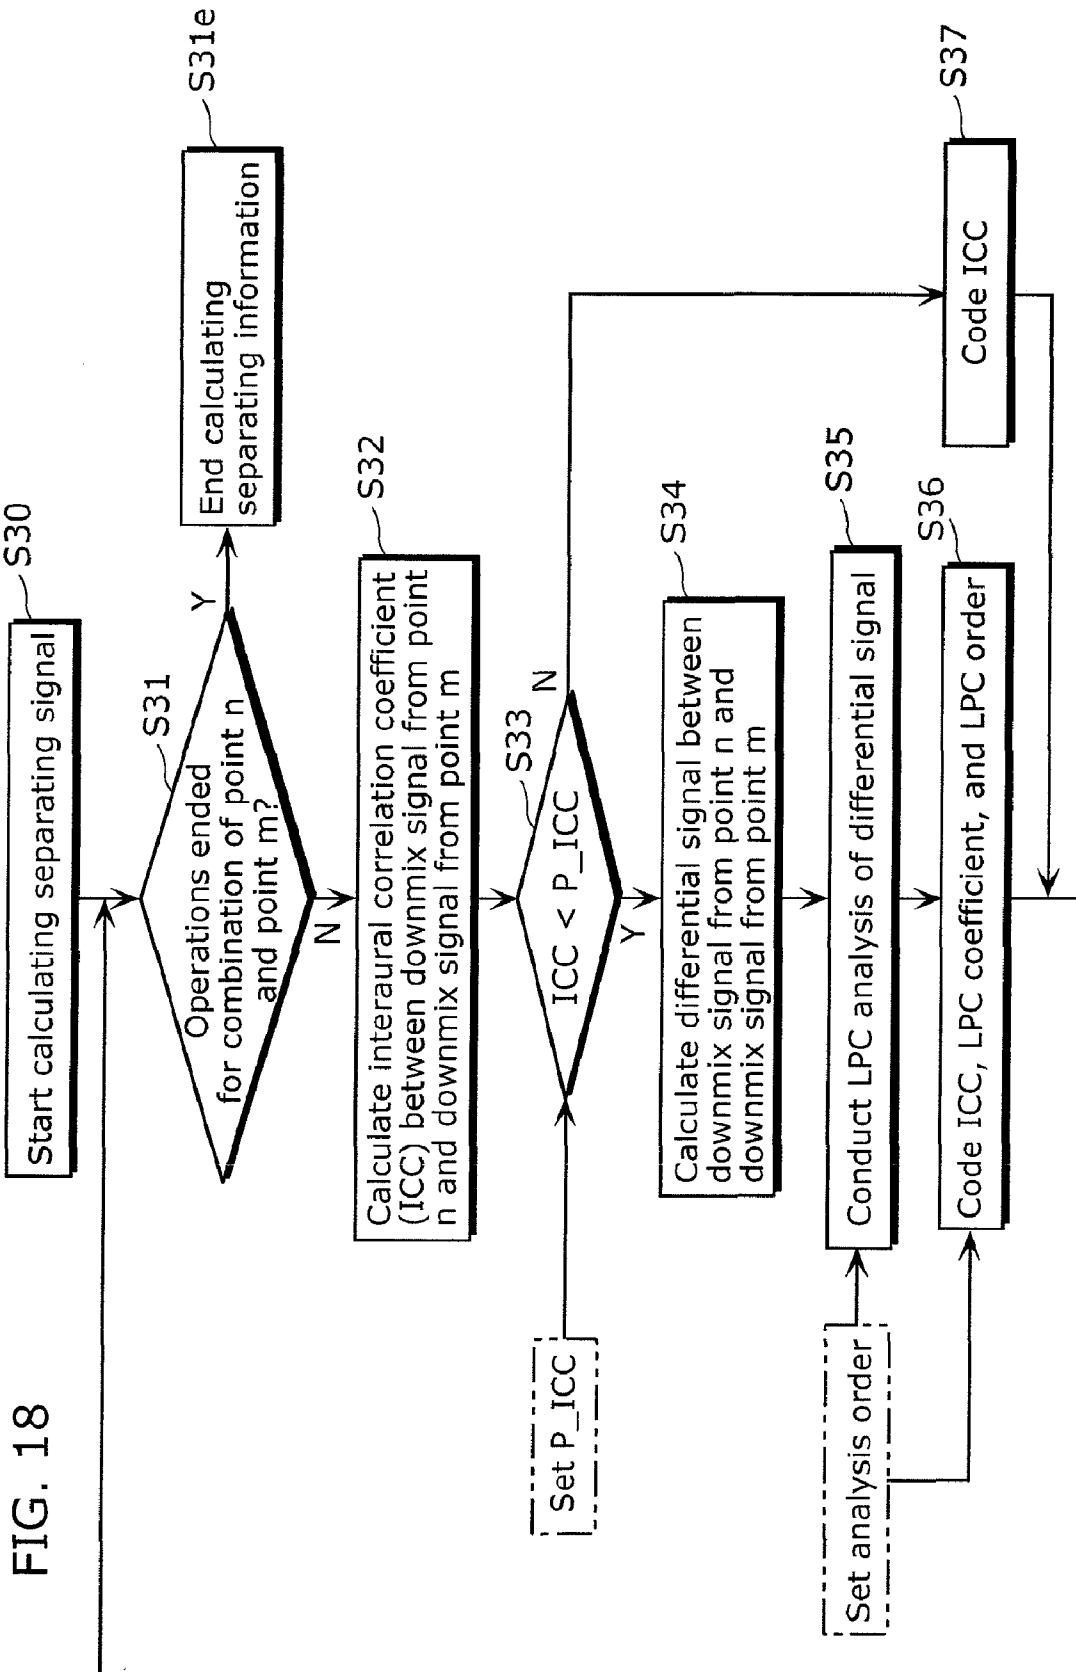 FIG. 18
Start calculating separating signal
S30
Operations ended
for combination of point n
and point m?
S31
Y
N
End calculating
separating information
S31e
Calculate interaural correlation coefficient
(ICC) between downmix signal from point
n and downmix signal from point m
S32
Set P_ICC
ICC < P_ICC
S33
N
Y
Calculate differential signal between
downmix signal from point n and
downmix signal from point m
S34
Set analysis order
Conduct LPC analysis of differential signal
S35
Code ICC, LPC coefficient, and LPC order
S36
Code ICC
S37